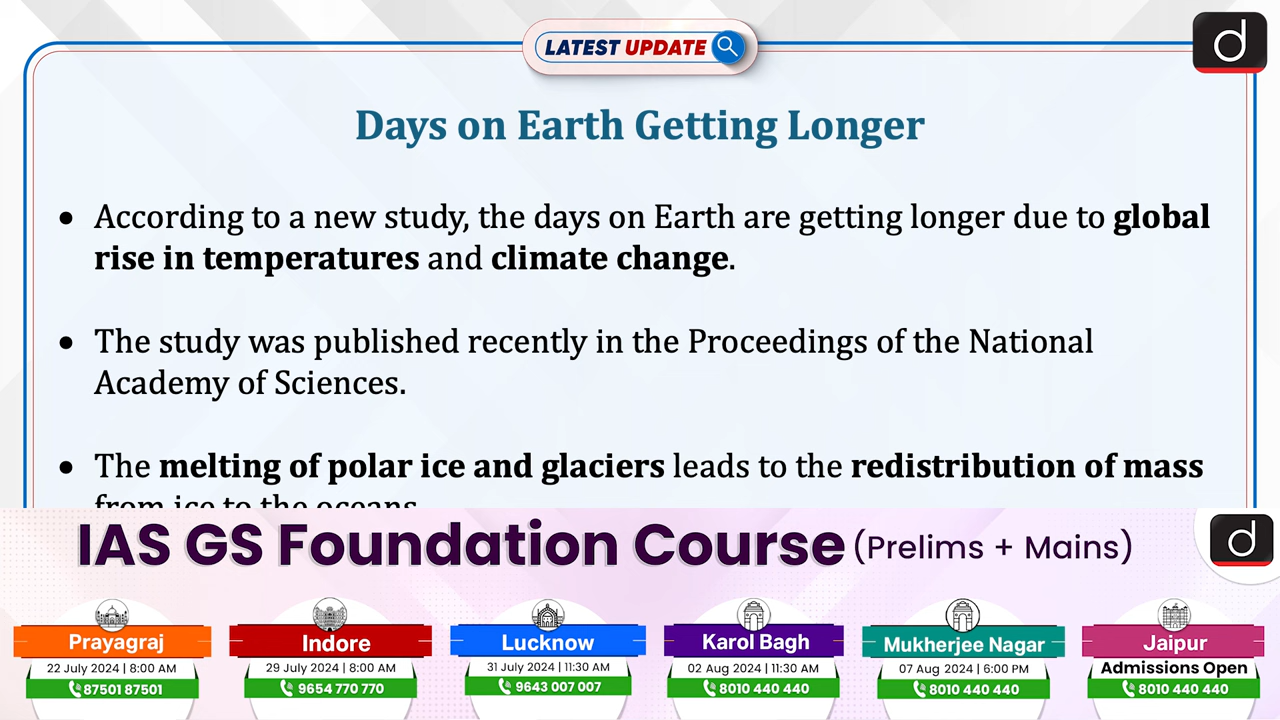 LATEST UPDATE
d
Days on Earth Getting Longer
• According to a new study, the days on Earth are getting longer due to global
rise in temperatures and climate change.
• The study was published recently in the Proceedings of the National
Academy of Sciences.
• The melting of polar ice and glaciers leads to the redistribution of mass
from ice to the oceans
IAS GS Foundation Course (Prelims + Mains)
d
Prayagraj
22 July 2024 | 8:00 AM
87501 87501
Indore
29 July 2024 | 8:00 AM
9654 770 770
Lucknow
31 July 2024 | 11:30 AM
9643 007 007
Karol Bagh
02 Aug 2024 | 11:30 AM
8010 440 440
Mukherjee Nagar
07 Aug 2024 | 6:00 PM
8010 440 440
Jaipur
Admissions Open
8010 440 440